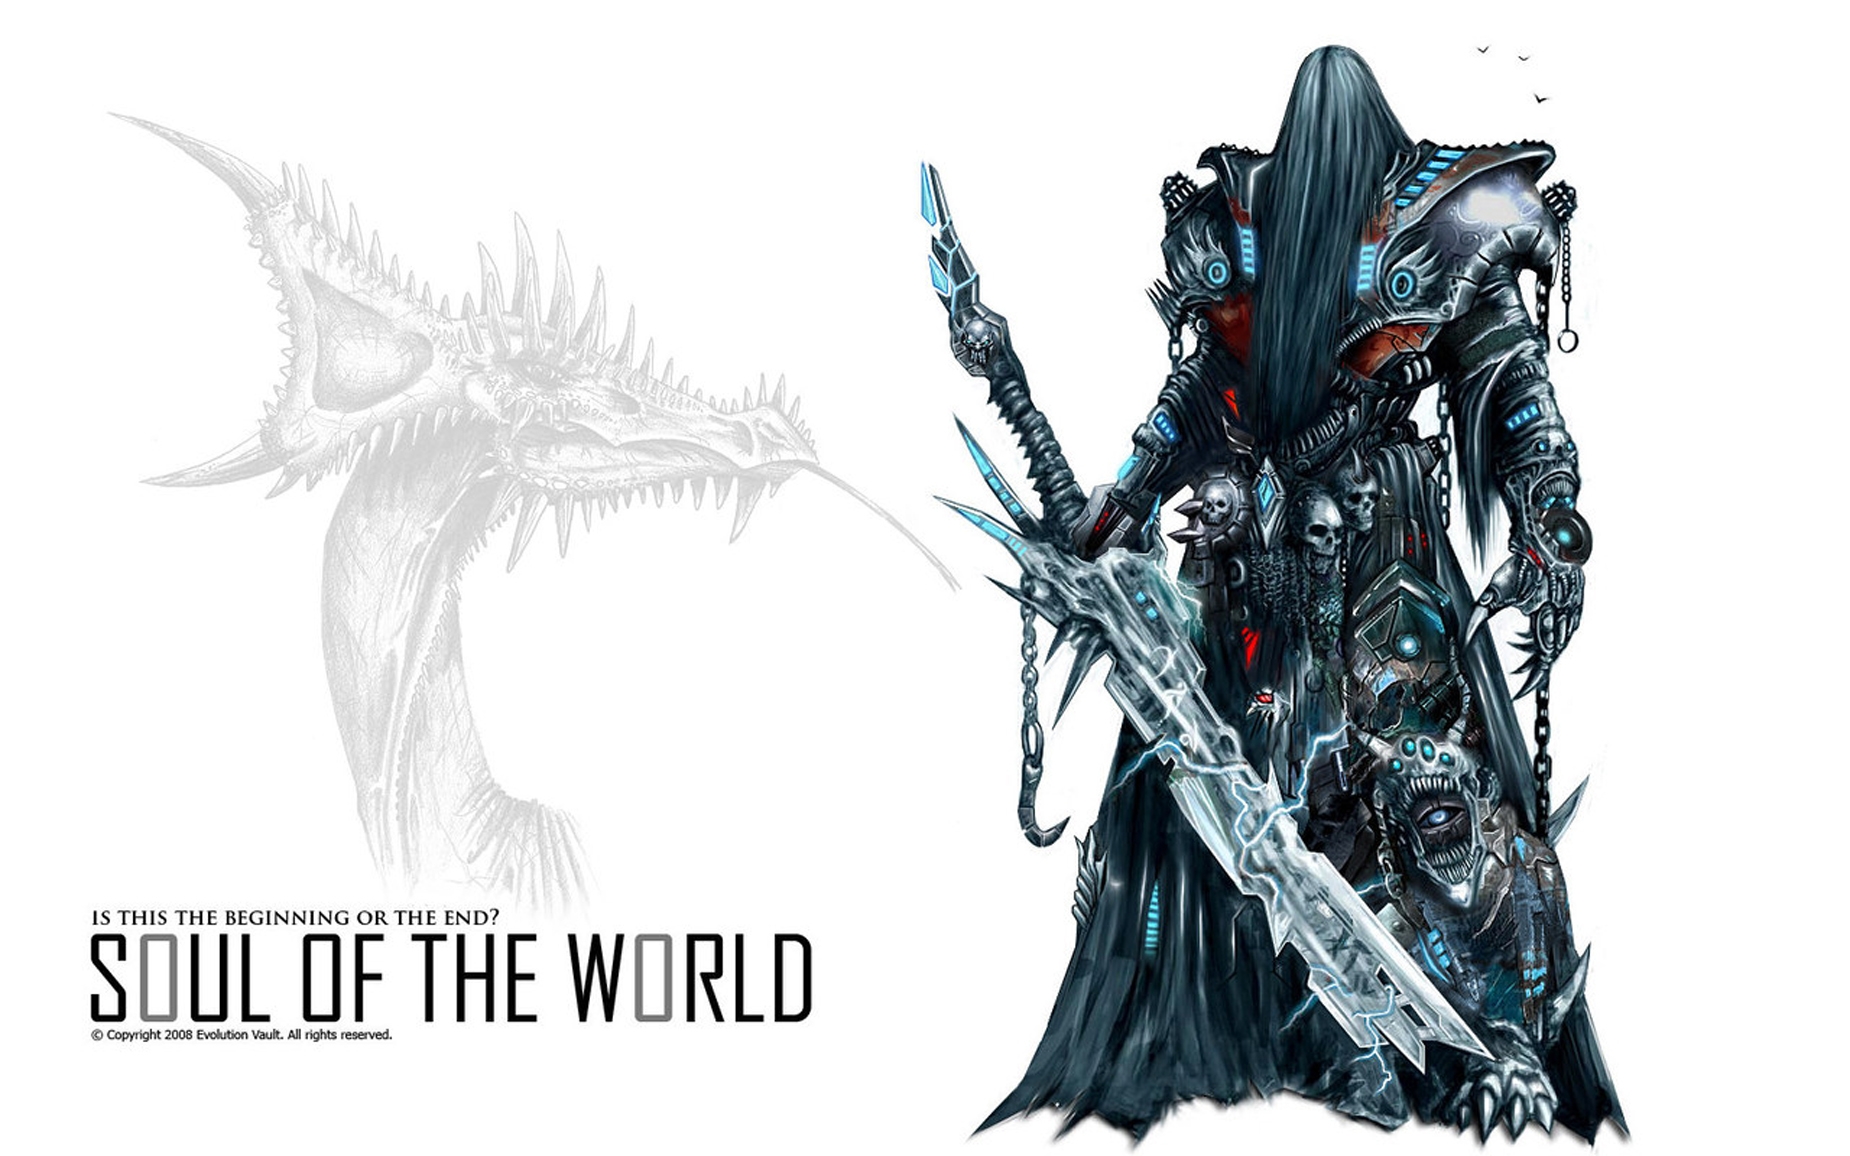 IS THIS THE BEGINNING OR THE END?
SOUL OF THE WORLD
© Copyright 2008 Evolution Vault. All rights reserved.